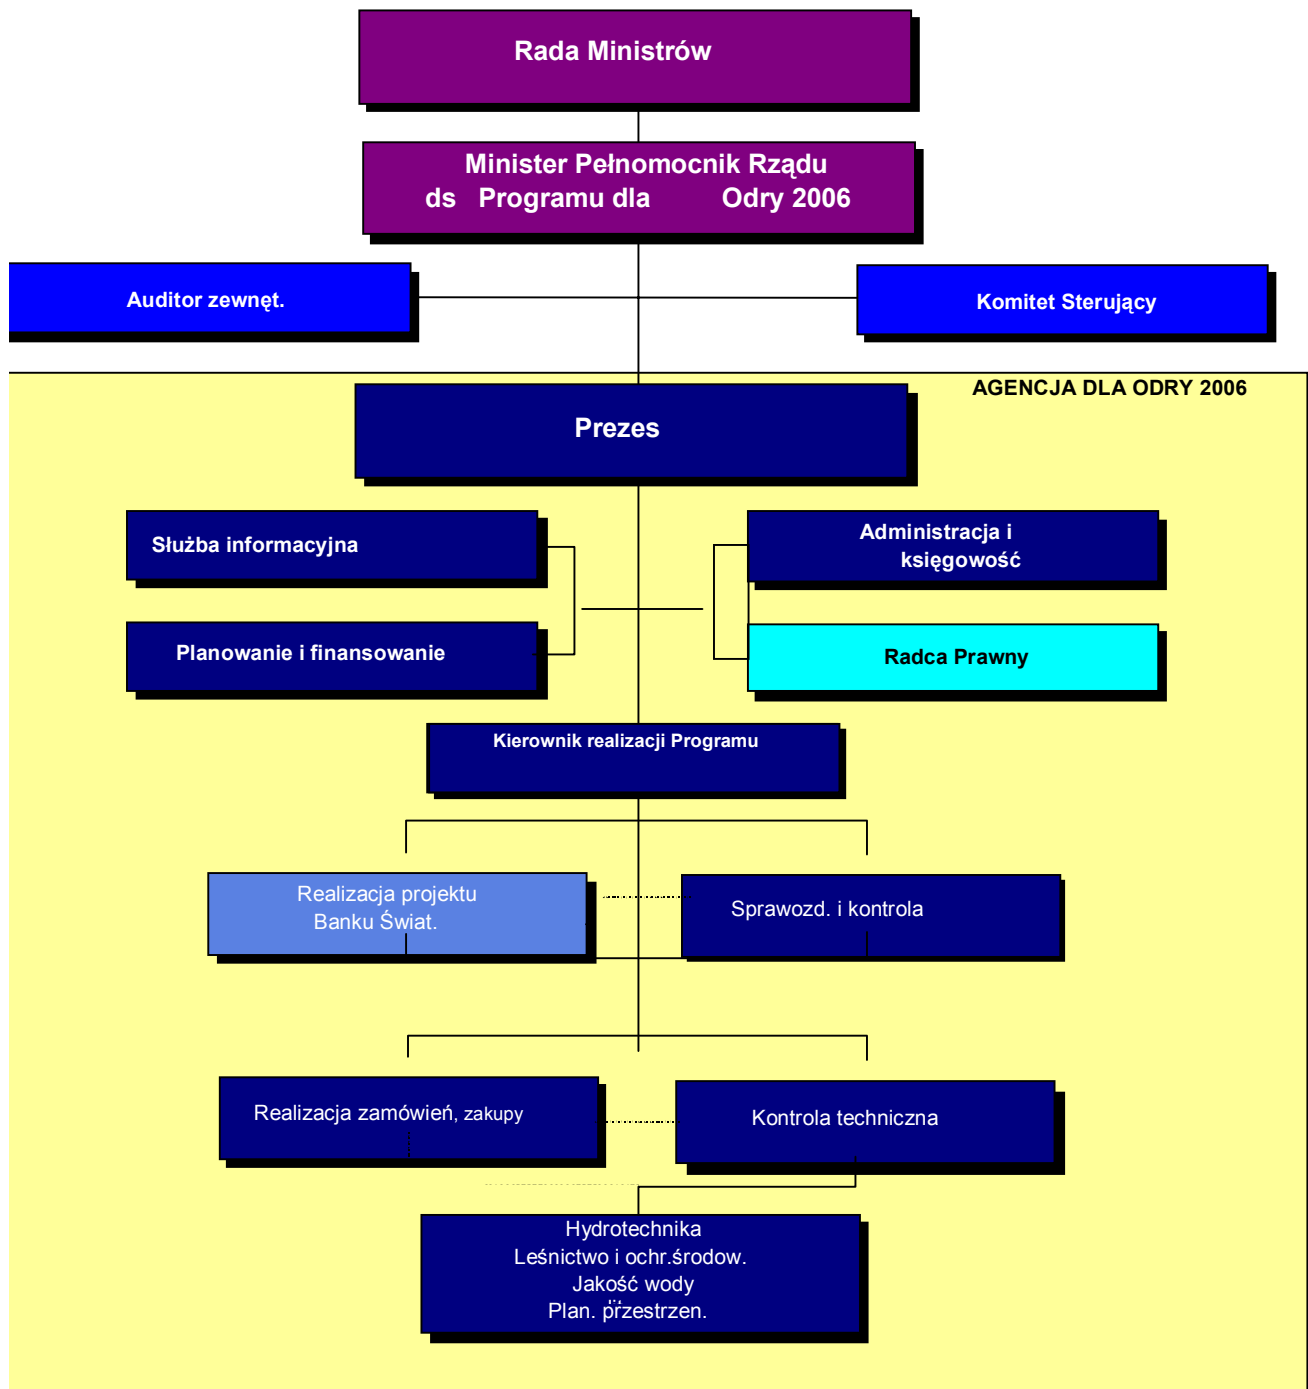 Rada Ministrów
Minister Pełnomocnik Rządu
ds Programu dla Odry 2006
Auditor zewnęt.
Komitet Sterujący
AGENCJA DLA ODRY 2006
Prezes
Służba informacyjna
Administracja i
księgowość
Planowanie i finansowanie
Radca Prawny
Kierownik realizacji Programu
Realizacja projektu
Banku Świat.
Sprawozd. i kontrola
Realizacja zamówień, zakupy
Kontrola techniczna
Hydrotechnika
Leśnictwo i ochr.środow.
Jakość wody
Plan. przestrzen.